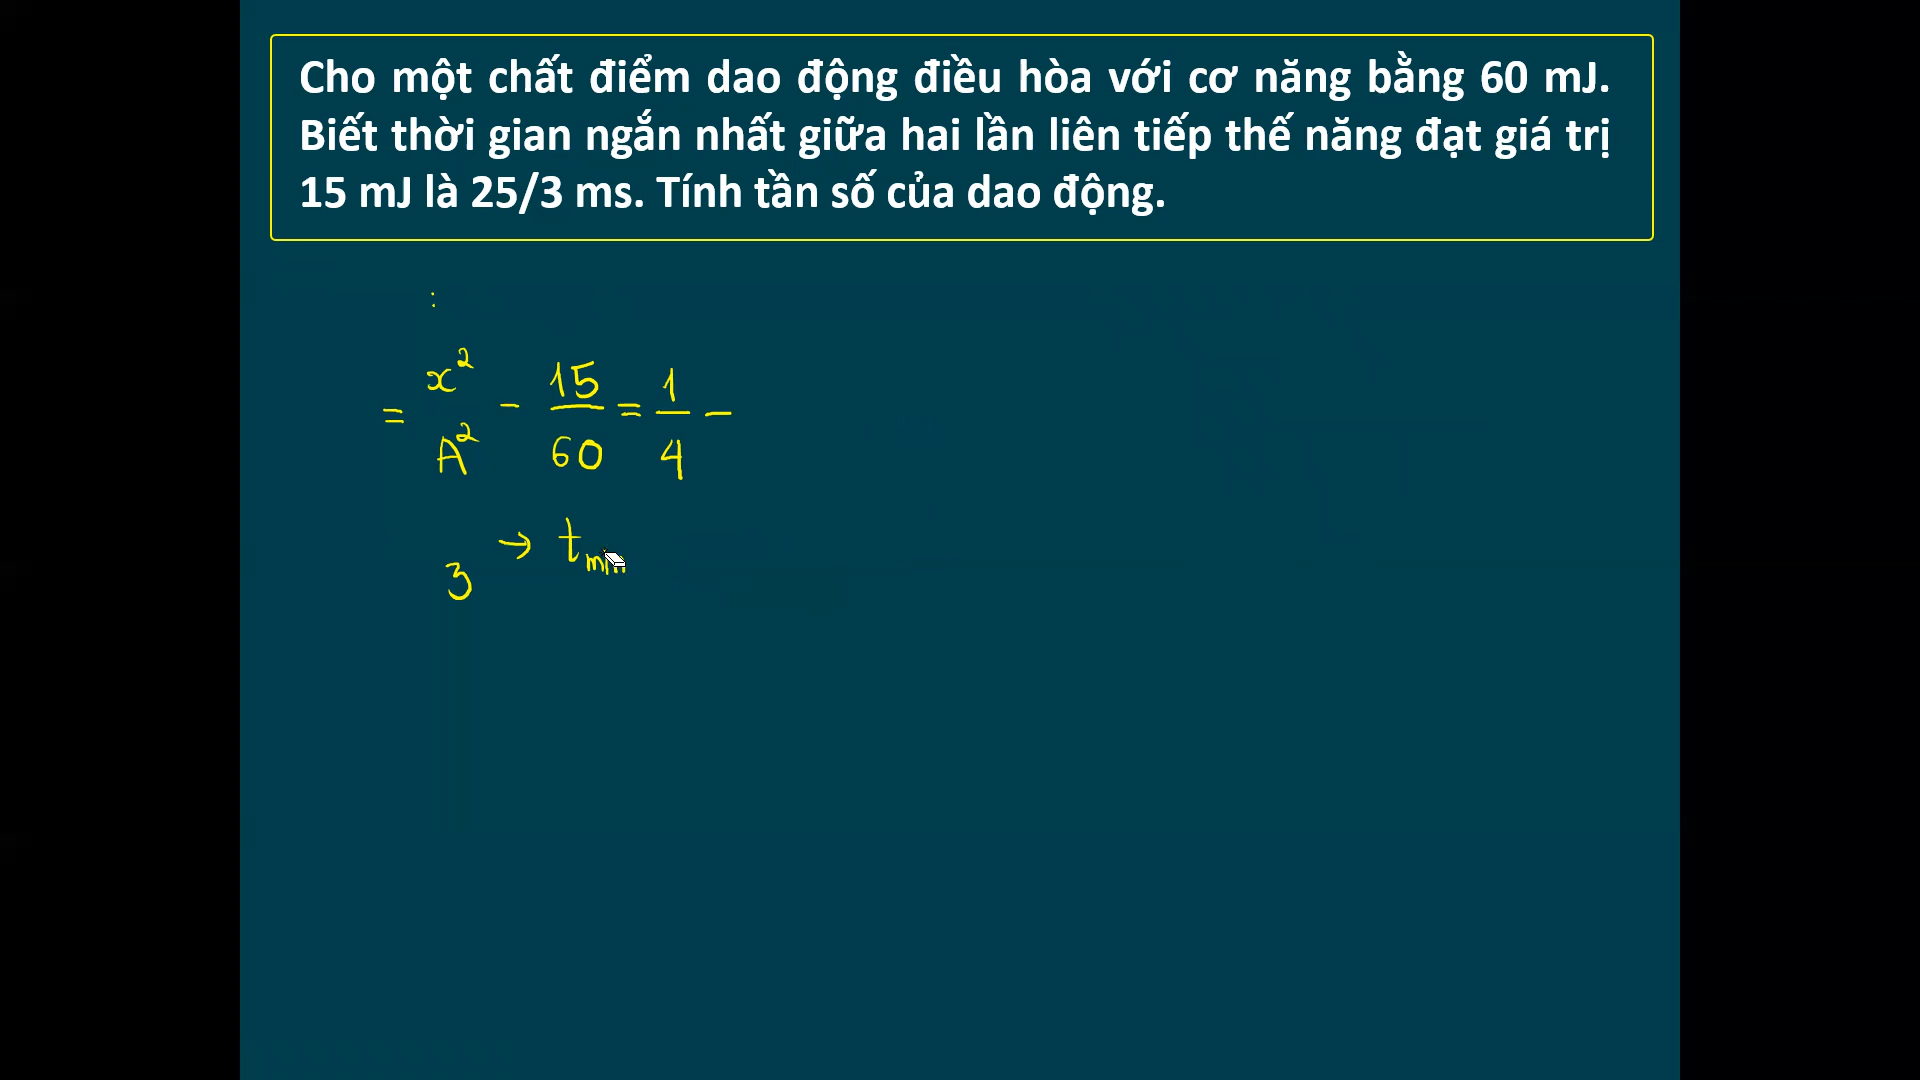 Cho một chất điểm dao động điều hòa với cơ năng bằng 60 mJ.
Biết thời gian ngắn nhất giữa hai lần liên tiếp thế năng đạt giá trị
15 mJ là 25/3 ms. Tính tần số của dao động.
:
= x²/A² - 15/60 = 1/4 -
3 → t